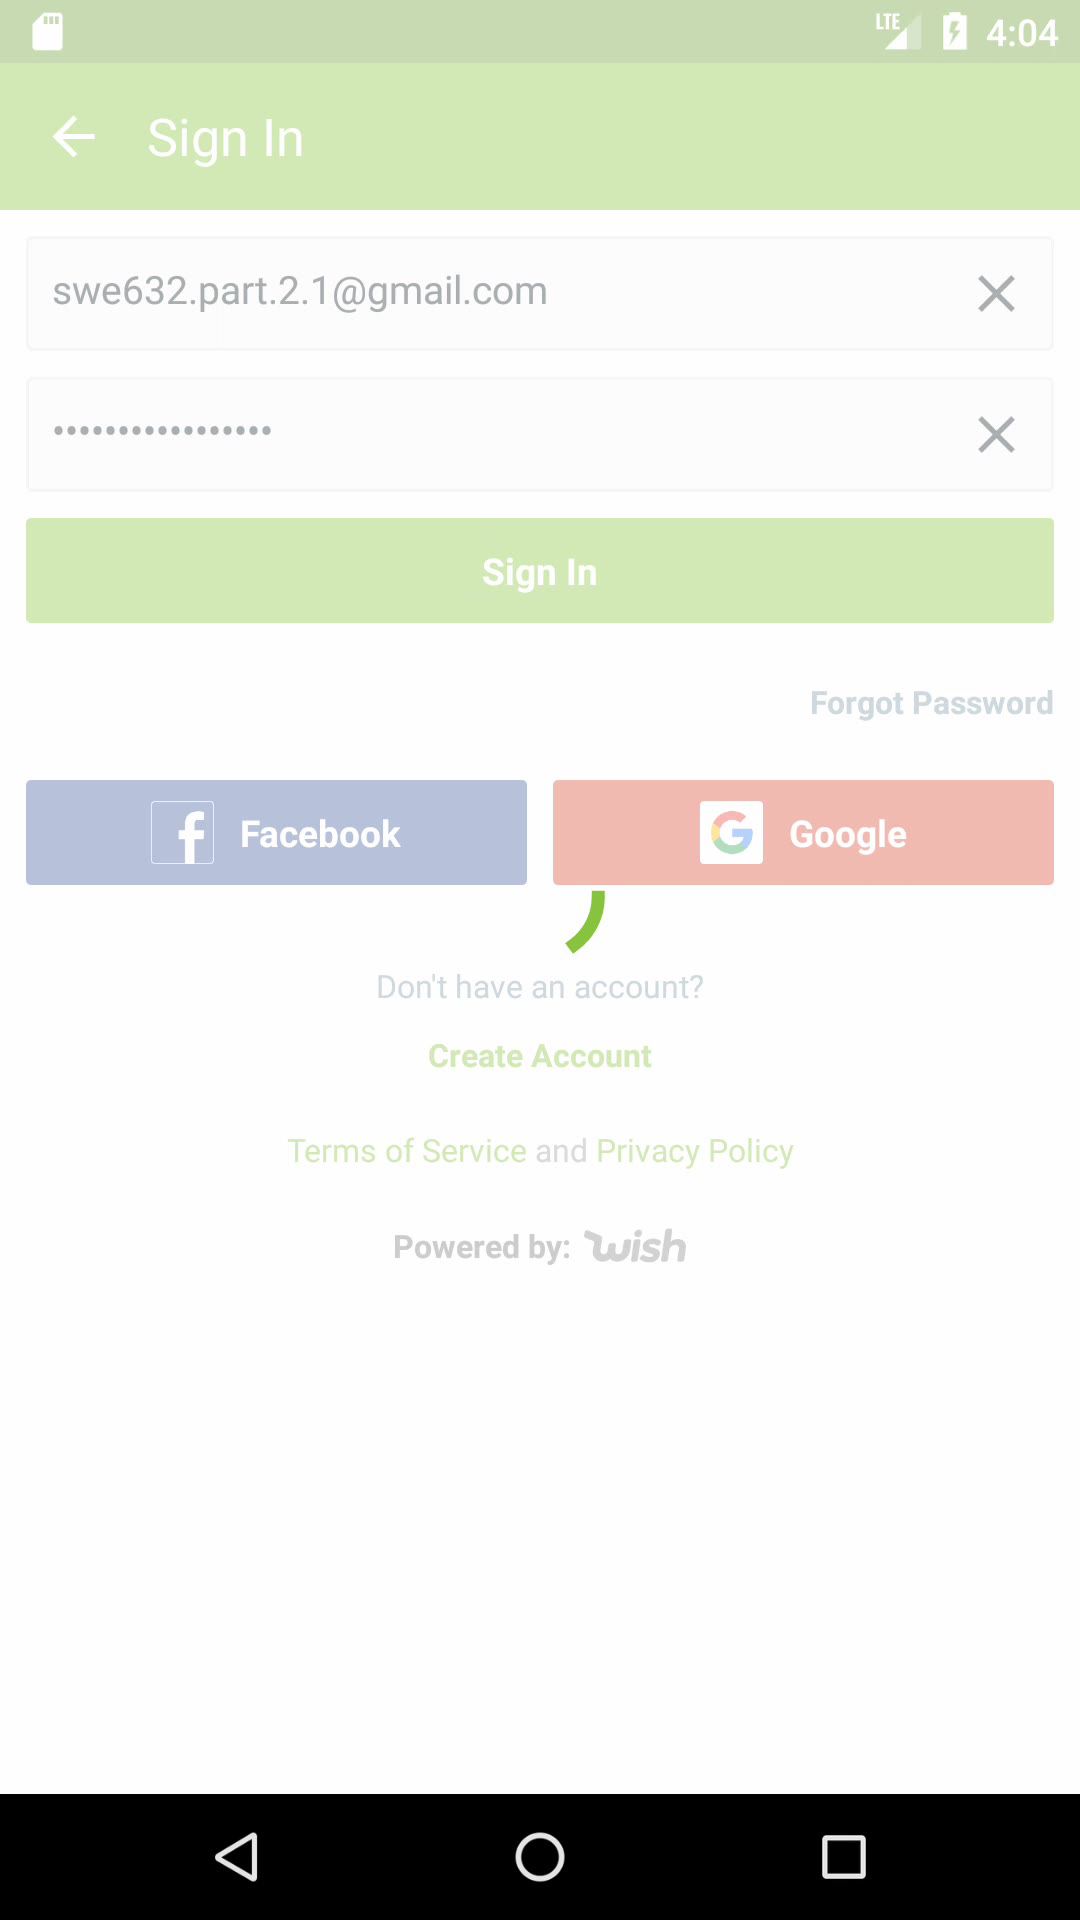 LTE 4:04
Sign In
swe632.part.2.1@gmail.com
•••••••••••••••••
Sign In
Forgot Password
Facebook
Google
Don't have an account?
Create Account
Terms of Service and Privacy Policy
Powered by: wish